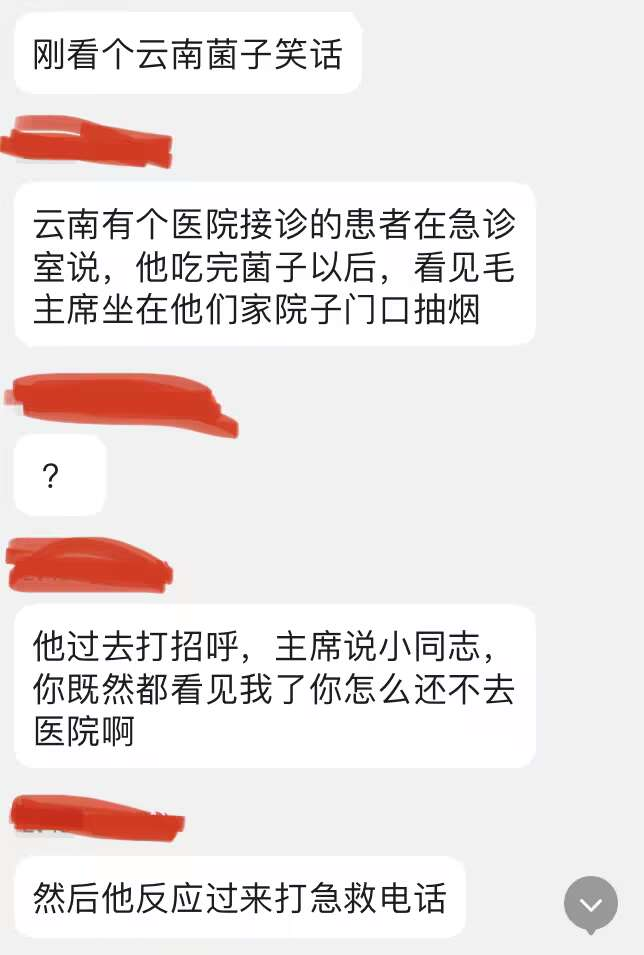 刚看个云南菌子笑话
云南有个医院接诊的患者在急诊
室说，他吃完菌子以后，看见毛
主席坐在他们家院子门口抽烟
？
他过去打招呼，主席说小同志，
你既然都看见我了你怎么还不去
医院啊
然后他反应过来打急救电话